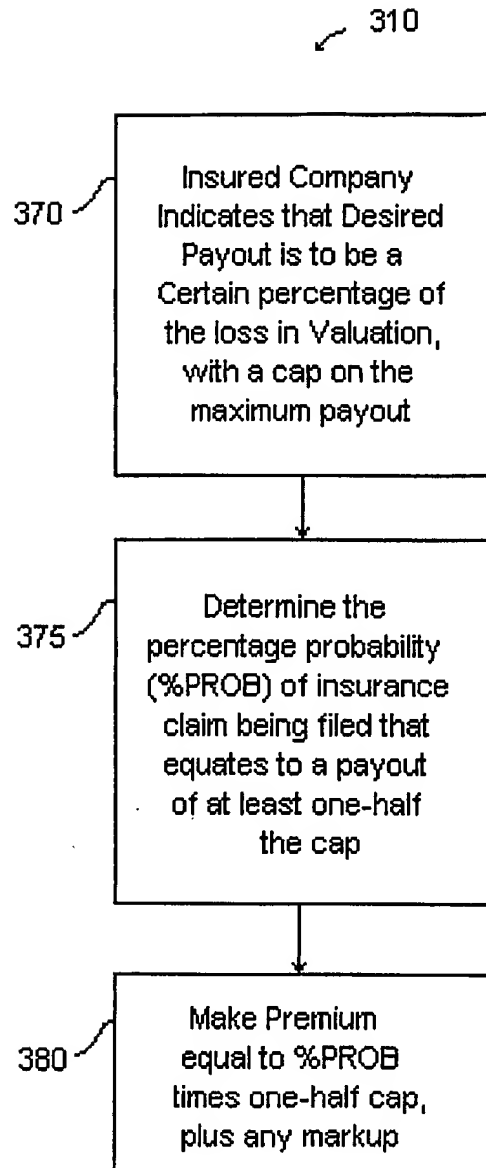 310
370
Insured Company
Indicates that Desired
Payout is to be a
Certain percentage of
the loss in Valuation,
with a cap on the
maximum payout
375
Determine the
percentage probability
(%PROB) of insurance
claim being filed that
equates to a payout
of at least one-half
the cap
380
Make Premium
equal to %PROB
times one-half cap,
plus any markup